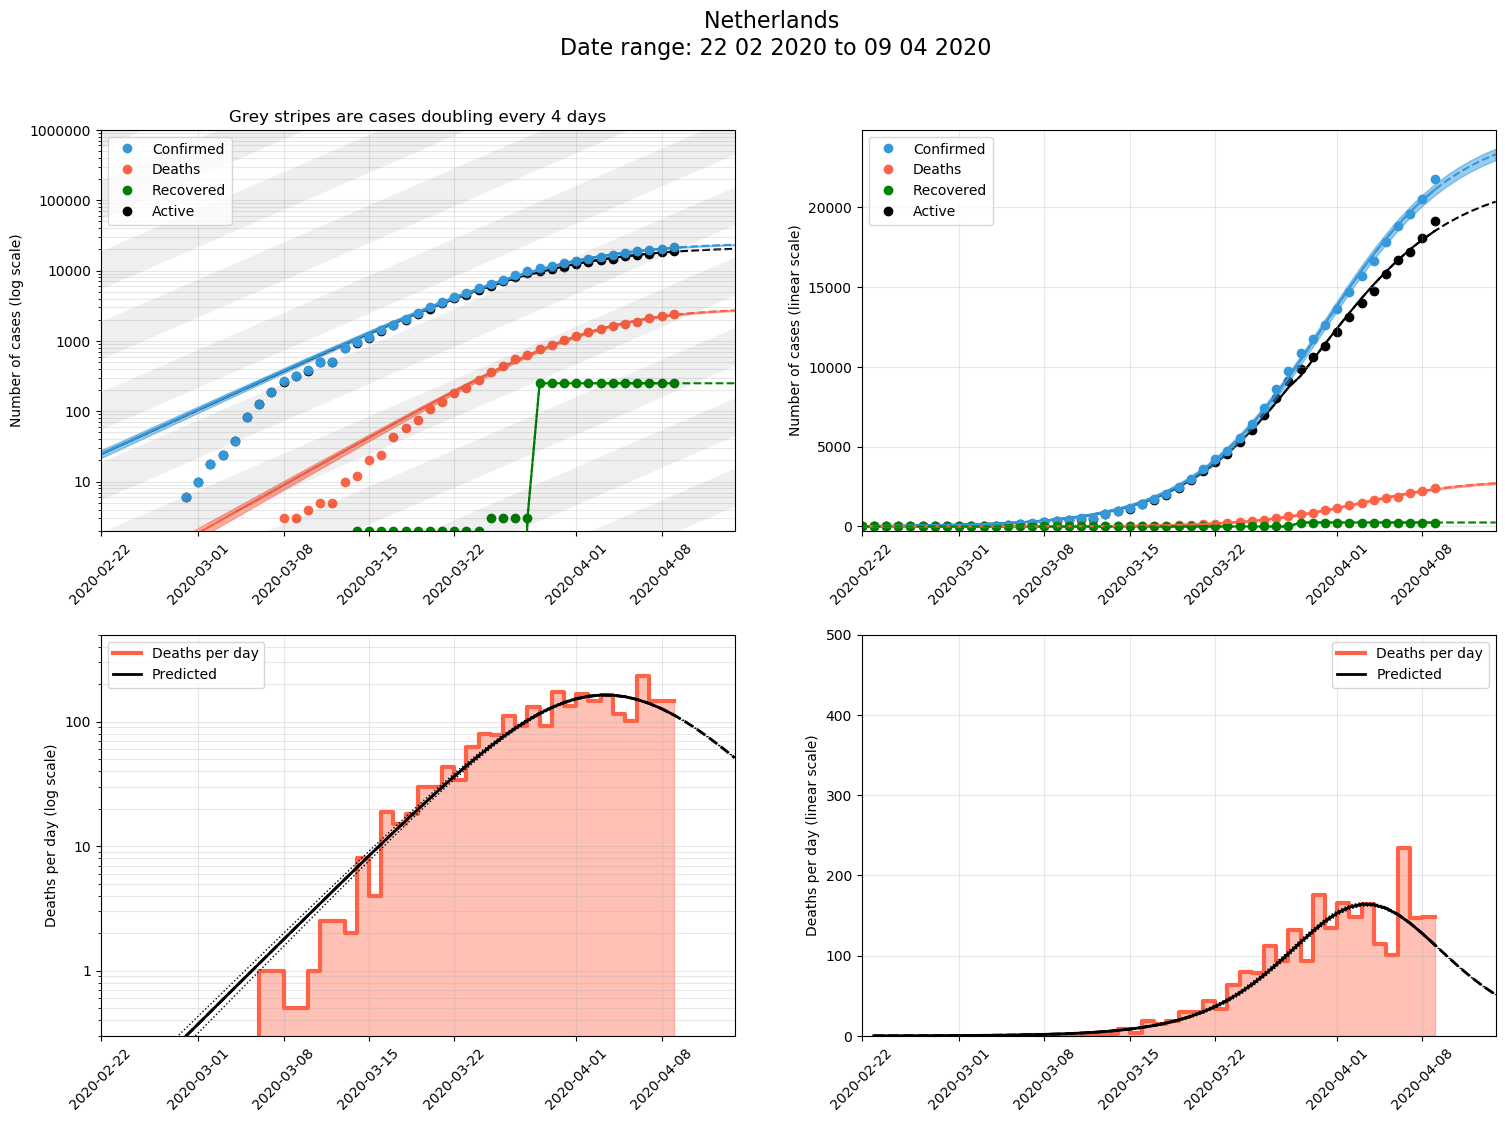 Netherlands
Date range: 22 02 2020 to 09 04 2020
Grey stripes are cases doubling every 4 days
Number of cases (log scale)
1000000
100000
10000
1000
100
10
Confirmed
Deaths
Recovered
Active
2020-02-22
2020-03-01
2020-03-08
2020-03-15
2020-03-22
2020-04-01
2020-04-08
Number of cases (linear scale)
20000
15000
10000
5000
0
Confirmed
Deaths
Recovered
Active
2020-02-22
2020-03-01
2020-03-08
2020-03-15
2020-03-22
2020-04-01
2020-04-08
Deaths per day (log scale)
100
10
1
Deaths per day
Predicted
2020-02-22
2020-03-01
2020-03-08
2020-03-15
2020-03-22
2020-04-01
2020-04-08
Deaths per day (linear scale)
500
400
300
200
100
0
Deaths per day
Predicted
2020-02-22
2020-03-01
2020-03-08
2020-03-15
2020-03-22
2020-04-01
2020-04-08